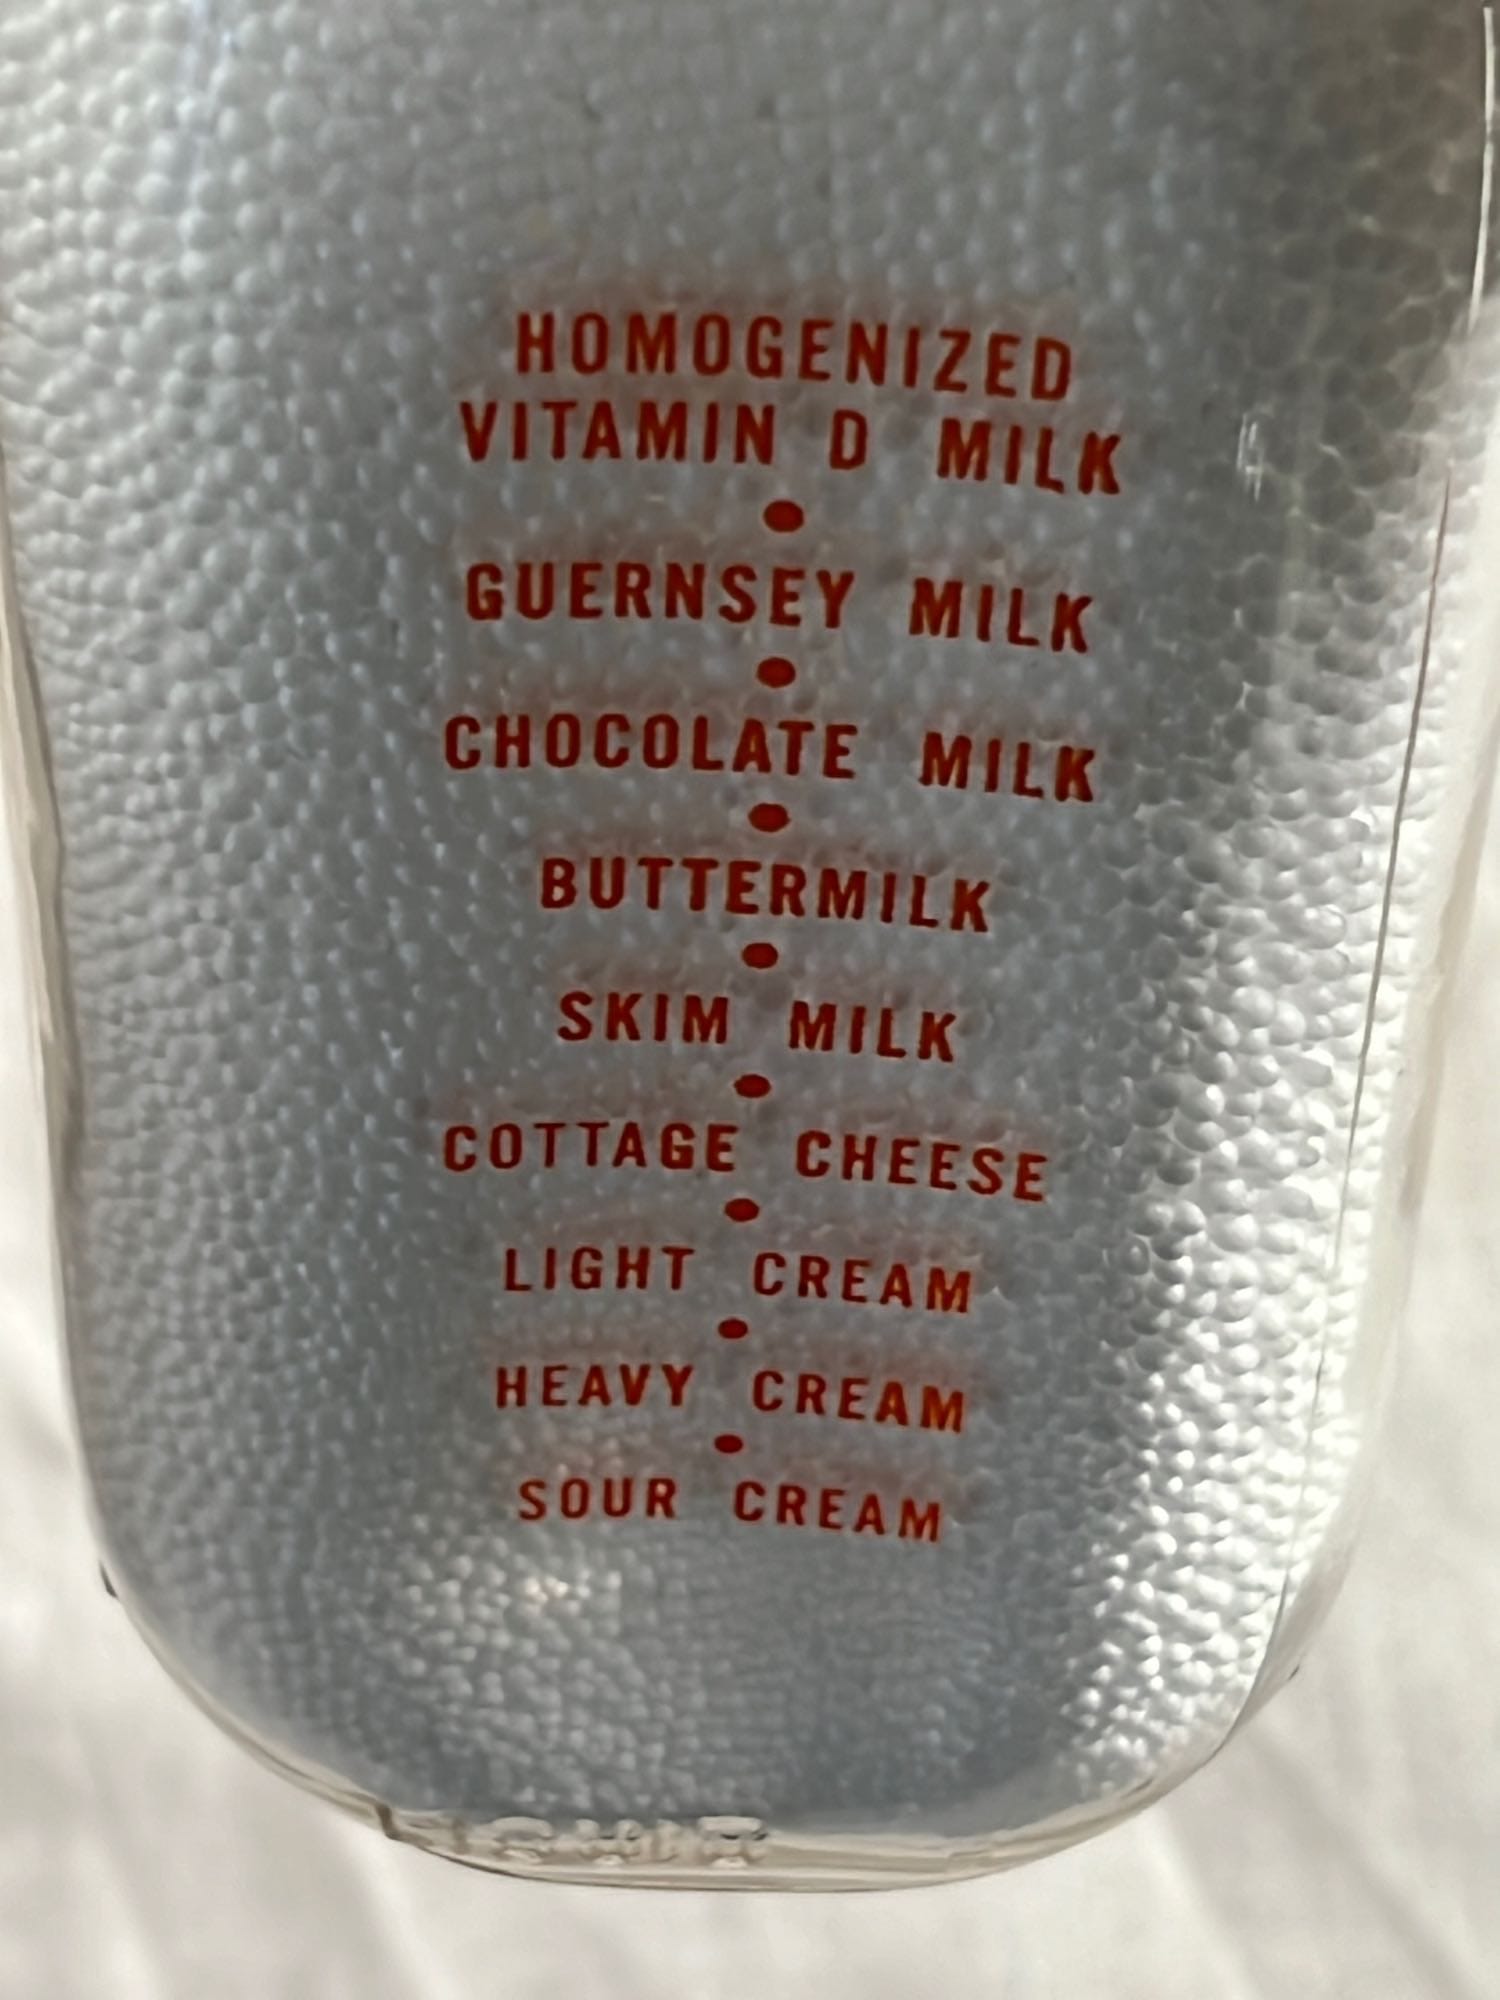 HOMOGENIZED
VITAMIN D MILK
•
GUERNSEY MILK
•
CHOCOLATE MILK
•
BUTTERMILK
•
SKIM MILK
•
COTTAGE CHEESE
•
LIGHT CREAM
•
HEAVY CREAM
•
SOUR CREAM